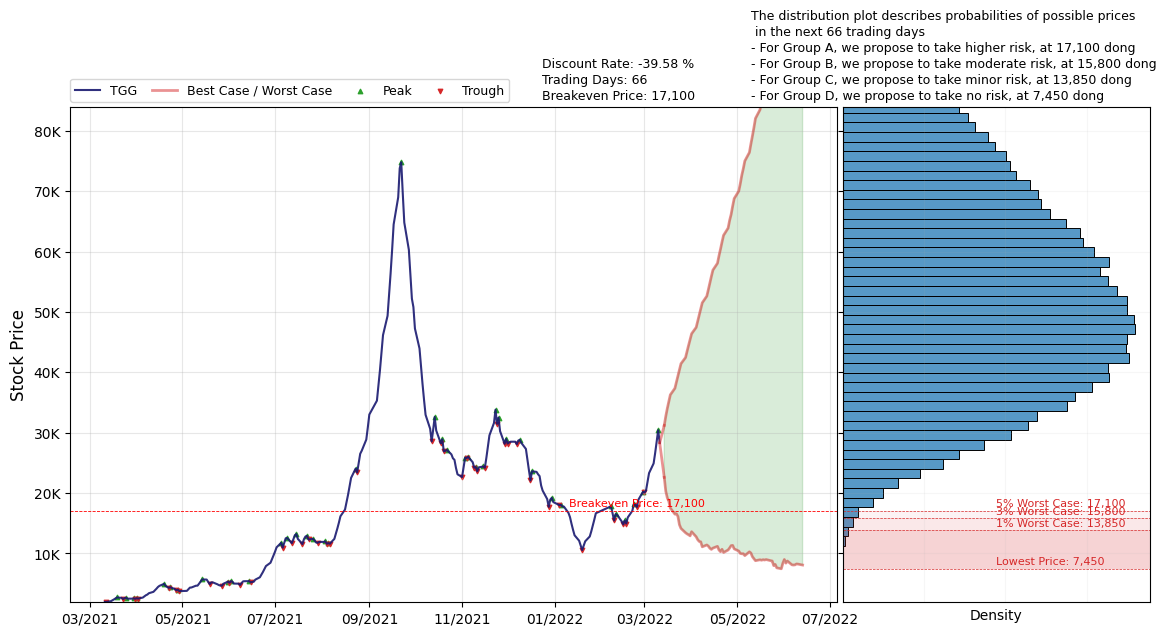 The distribution plot describes probabilities of possible prices
in the next 66 trading days
- For Group A, we propose to take higher risk, at 17,100 dong
- For Group B, we propose to take moderate risk, at 15,800 dong
- For Group C, we propose to take minor risk, at 13,850 dong
- For Group D, we propose to take no risk, at 7,450 dong
Discount Rate: -39.58 %
Trading Days: 66
Breakeven Price: 17,100
TGG Best Case / Worst Case Peak Trough
Stock Price
80K
70K
60K
50K
40K
30K
20K
10K
Breakeven Price: 17,100
5% Worst Case: 17,100
3% Worst Case: 15,800
1% Worst Case: 13,850
Lowest Price: 7,450
03/2021 05/2021 07/2021 09/2021 11/2021 01/2022 03/2022 05/2022 07/2022
Density